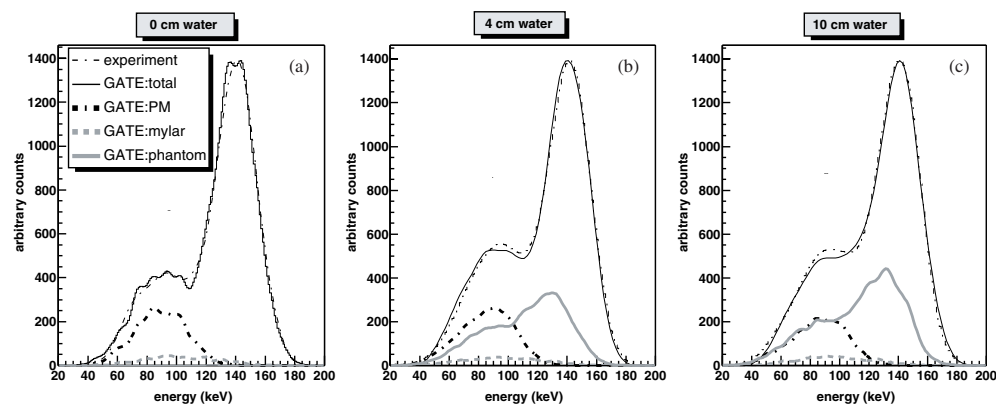 0 cm water
4 cm water
10 cm water
(a)
experiment
GATE:total
GATE:PM
GATE:mylar
GATE:phantom
arbitrary counts
1400
1200
1000
800
600
400
200
0
20 40 60 80 100 120 140 160 180 200
energy (keV)
(b)
arbitrary counts
1400
1200
1000
800
600
400
200
0
20 40 60 80 100 120 140 160 180 200
energy (keV)
(c)
arbitrary counts
1400
1200
1000
800
600
400
200
0
20 40 60 80 100 120 140 160 180 200
energy (keV)